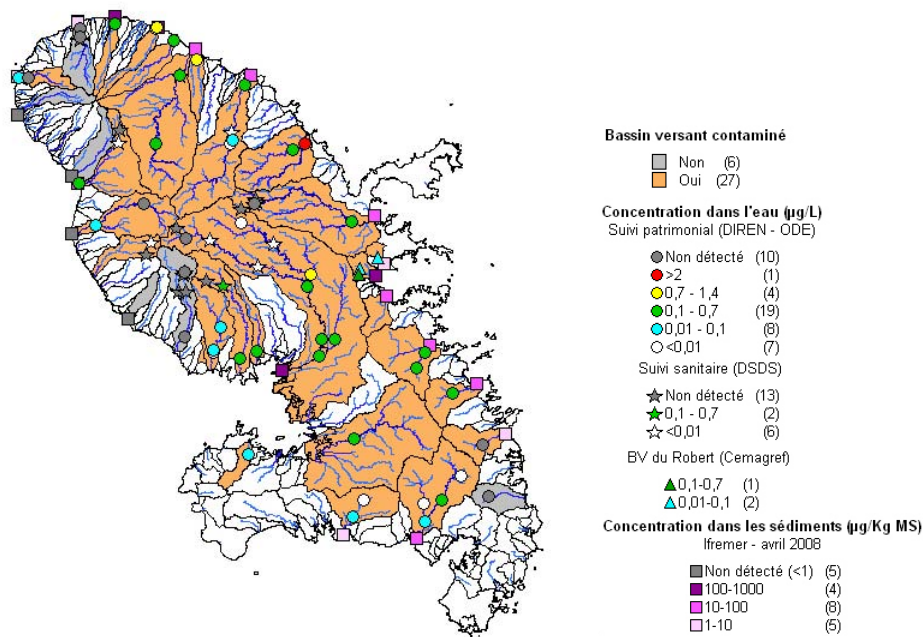 Bassin versant contaminé
Non (6)
Oui (27)
Concentration dans l'eau (µg/L)
Suivi patrimonial (DIREN - ODE)
Non détecté (10)
>2 (1)
0,7 - 1,4 (4)
0,1 - 0,7 (19)
0,01 - 0,1 (8)
<0,01 (7)
Suivi sanitaire (DSDS)
Non détecté (13)
0,1 - 0,7 (2)
<0,01 (6)
BV du Robert (Cemagref)
0,1-0,7 (1)
0,01-0,1 (2)
Concentration dans les sédiments (µg/Kg MS)
Ifremer - avril 2008
Non détecté (<1) (5)
100-1000 (4)
10-100 (8)
1-10 (5)